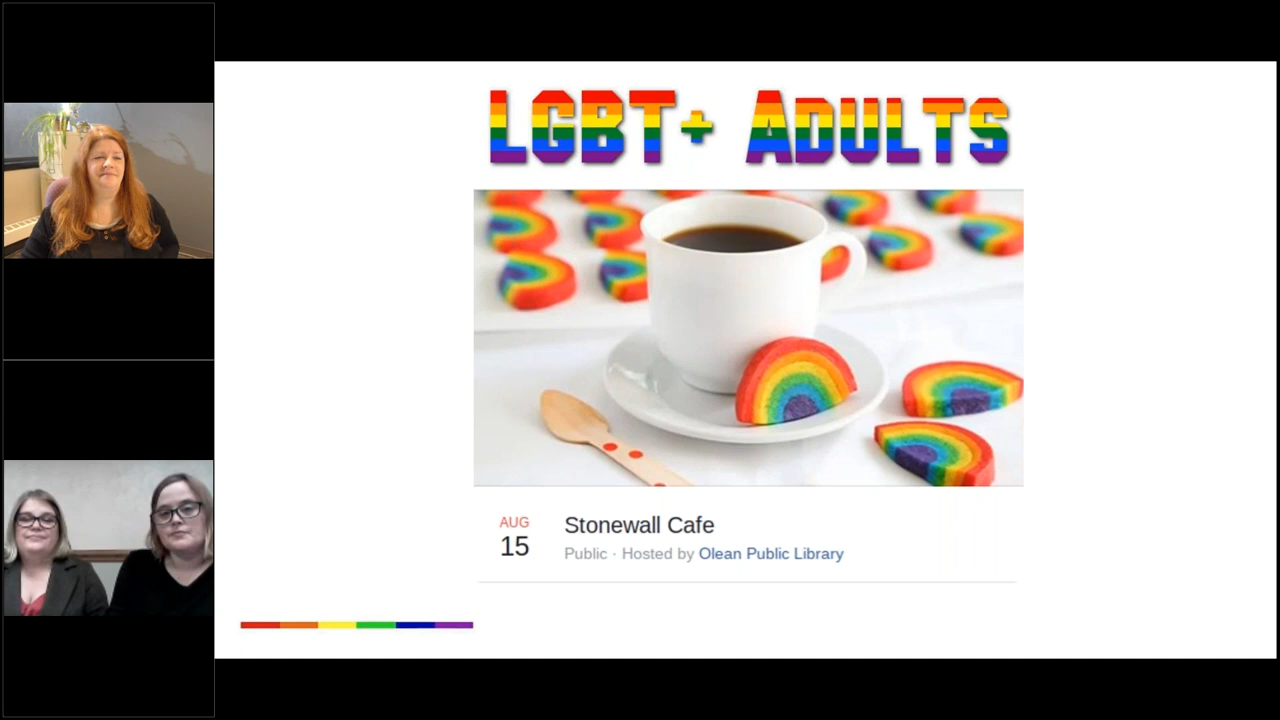 LGBT+ ADULTS
AUG
15
Stonewall Cafe
Public · Hosted by Olean Public Library